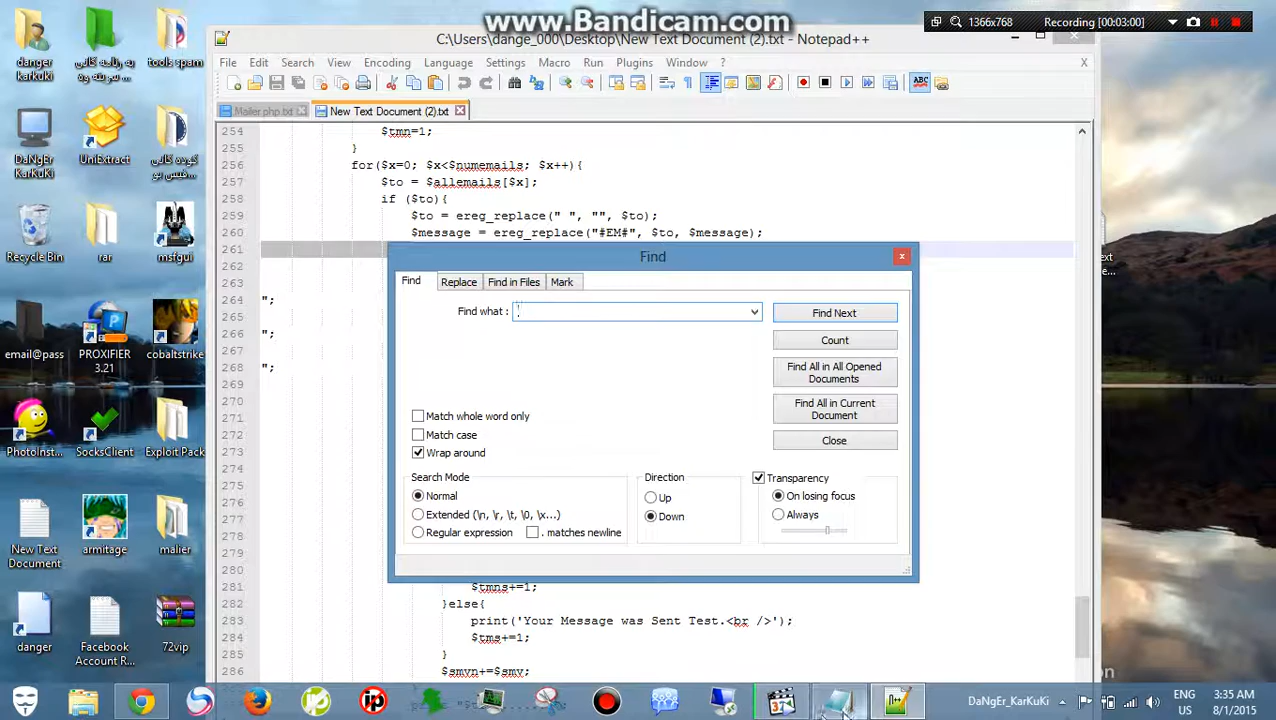 www.Bandicam.com
1366x768
Recording [00:03:00]
C:\Users\dange_000\Desktop\New Text Document (2).txt - Notepad++
File Edit Search View Encoding Language Settings Macro Run Plugins Window ? X
Mailer.php.txt New Text Document (2).txt
254 $tmn=1;
255 }
256 for($x=0; $x<$numemails; $x++){
257 $to = $allemails[$x];
258 if ($to){
259 $to = ereg_replace(" ", "", $to);
260 $message = ereg_replace("#EM#", $to, $message);
261
262
263
264
";
265
266
";
267
268
";
269
270
271
272
273
274
275
276
277
278
279
280
281 $tmns+=1;
282 }else{
283 print('Your Message was Sent Test.<br />');
284 $tms+=1;
285 }
286 $smvn+=$smv;
Find
Find Replace Find in Files Mark
Find what :
Find Next
Count
Find All in All Opened
Documents
Find All in Current
Document
Close
Match whole word only
Match case
Wrap around
Search Mode
Normal
Extended (\n, \r, \t, \0, \x...)
Regular expression . matches newline
Direction
Up
Down
Transparency
On losing focus
Always
danger
karkuki
tools spam
DaNgEr
KarKuKi
UniExtract
Recycle Bin
rar
msfgui
email@pass
PROXIFIER
3.21
cobaltstrike
PhotoInst...
SocksClient
Exploit Pack
New Text
Document
armitage
malier
danger
Facebook
Account R...
72vip
DaNgEr_KarKuKi
ENG
US
3:35 AM
8/1/2015